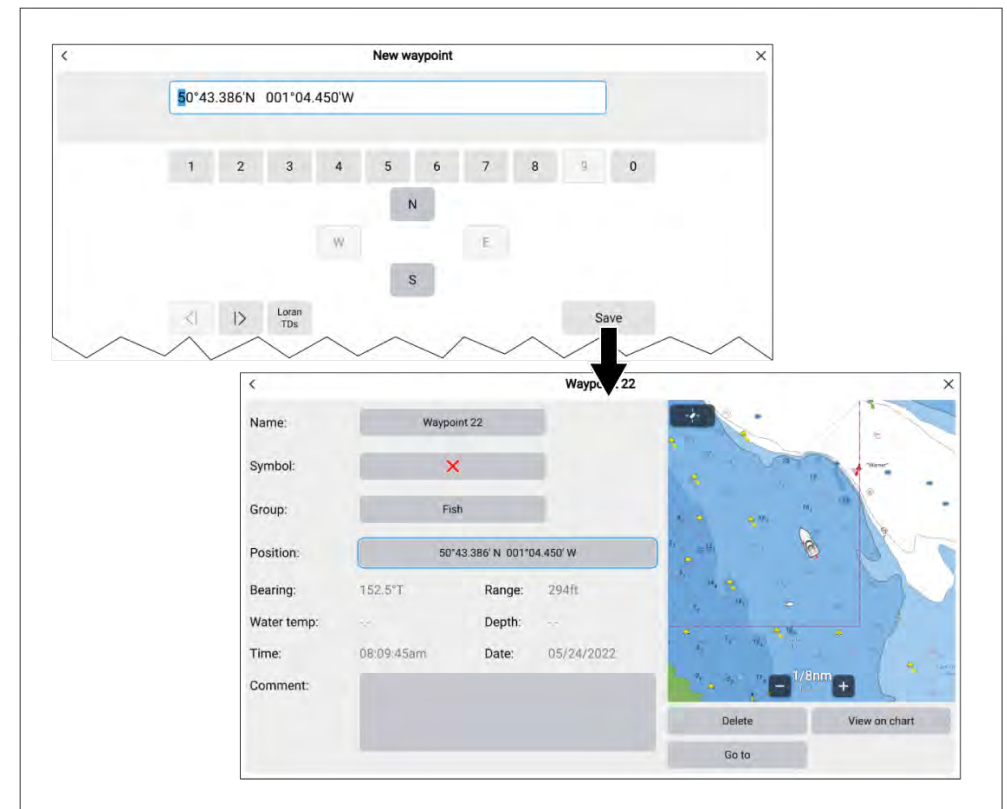 New waypoint
50°43.386'N 001°04.450'W
1 2 3 4 5 6 7 8 9 0
N
W E
S
<| |> Loran TDs Save
Waypo 22
Name: Waypoint 22
Symbol:
Group: Fish
Position: 50°43.386' N 001°04.450' W
Bearing: 152.5°T Range: 294ft
Water temp: -.- Depth: -.-
Time: 08:09:45am Date: 05/24/2022
Comment:
"Warner"
1/8nm
Delete View on chart
Go to